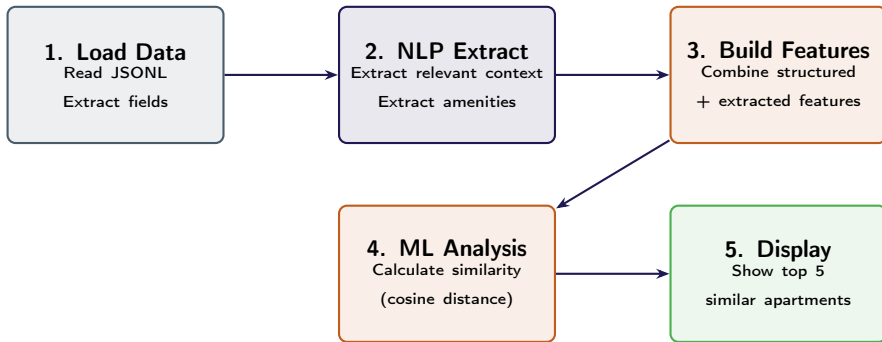 1. Load Data
Read JSONL
Extract fields
2. NLP Extract
Extract relevant context
Extract amenities
3. Build Features
Combine structured
+ extracted features
4. ML Analysis
Calculate similarity
(cosine distance)
5. Display
Show top 5
similar apartments